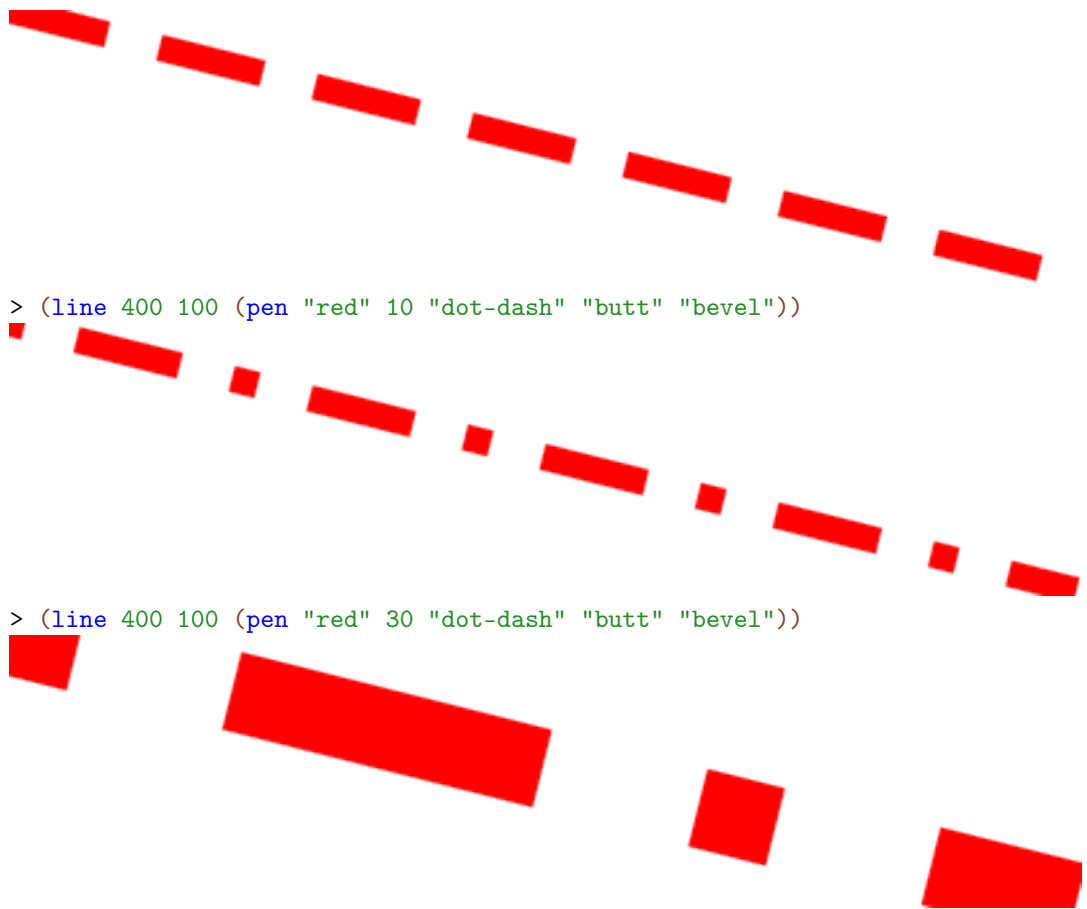 > (line 400 100 (pen "red" 10 "dot-dash" "butt" "bevel"))
> (line 400 100 (pen "red" 30 "dot-dash" "butt" "bevel"))